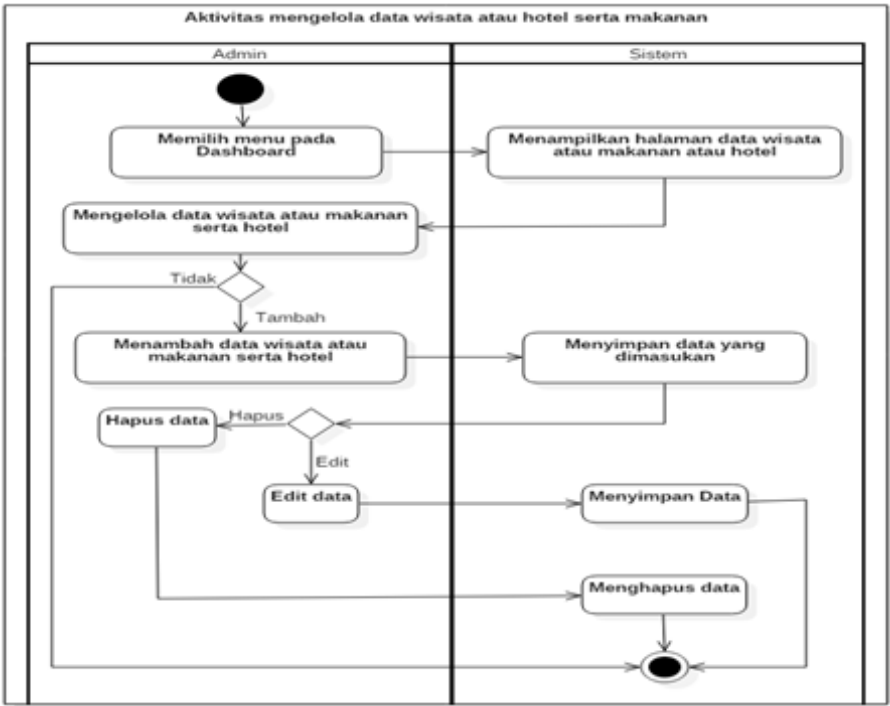 Aktivitas mengelola data wisata atau hotel serta makanan
Admin
Sistem
Memilih menu pada
Dashboard
Menampilkan halaman data wisata
atau makanan atau hotel
Mengelola data wisata atau makanan
serta hotel
Tidak
Tambah
Menambah data wisata atau
makanan serta hotel
Menyimpan data yang
dimasukan
Hapus data
Hapus
Edit
Edit data
Menyimpan Data
Menghapus data